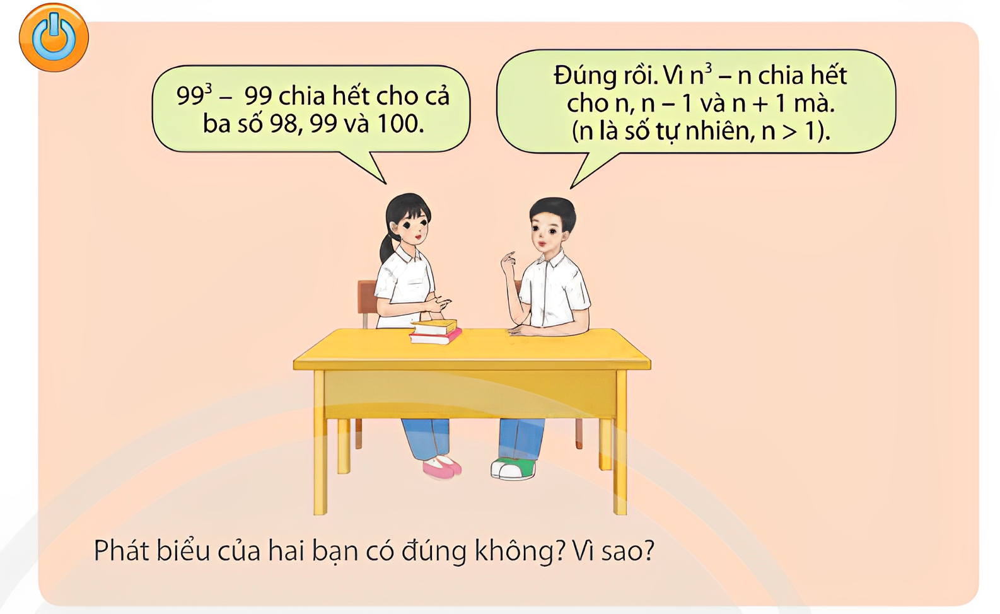 99³ – 99 chia hết cho cả
ba số 98, 99 và 100.
Đúng rồi. Vì n³ – n chia hết
cho n, n – 1 và n + 1 mà.
(n là số tự nhiên, n > 1).
Phát biểu của hai bạn có đúng không? Vì sao?